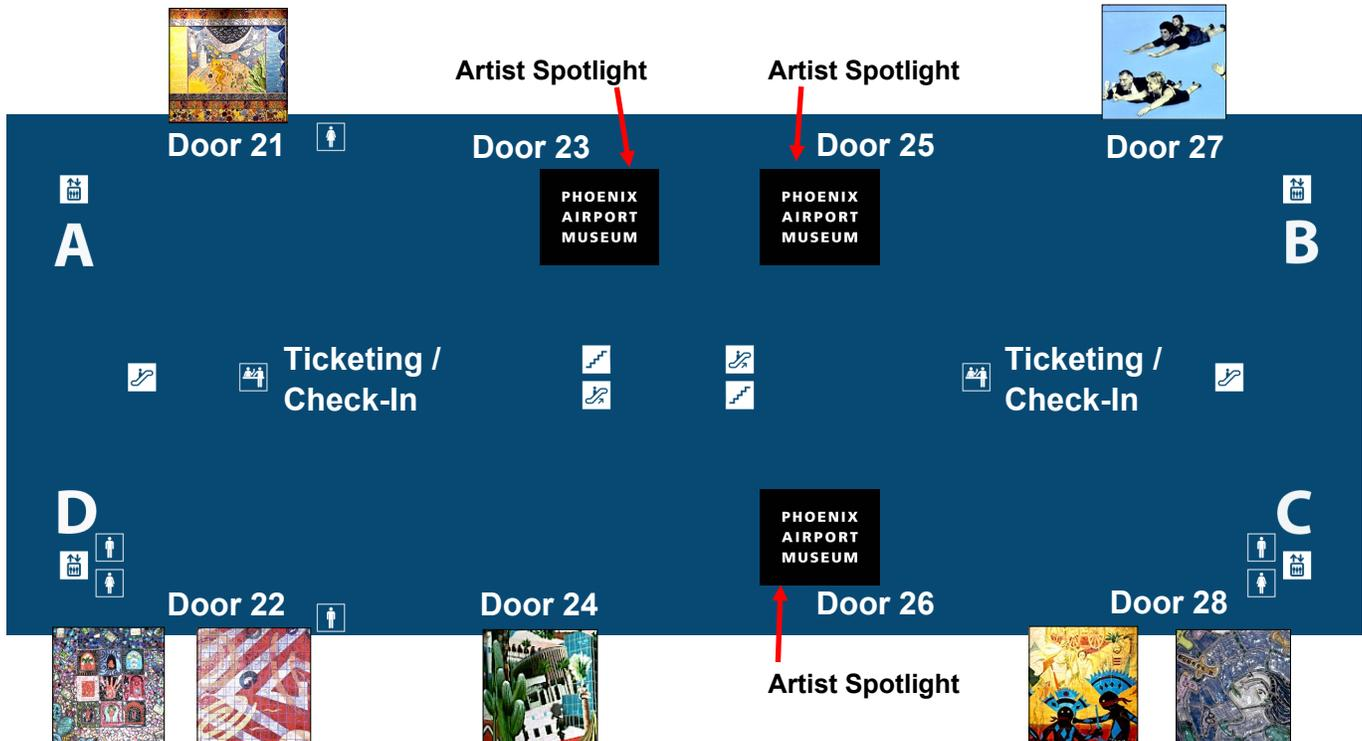 Artist Spotlight
Artist Spotlight
Door 21
Door 23
Door 25
Door 27
PHOENIX
AIRPORT
MUSEUM
PHOENIX
AIRPORT
MUSEUM
A
B
Ticketing /
Check-In
Ticketing /
Check-In
D
C
PHOENIX
AIRPORT
MUSEUM
Door 22
Door 24
Door 26
Door 28
Artist Spotlight